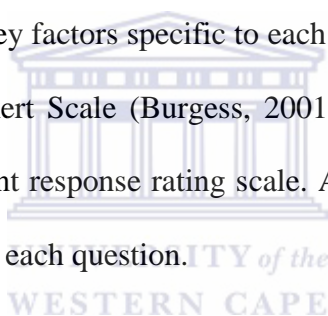 ey factors specific to each
ert Scale (Burgess, 2001
nt response rating scale. A
each question.
UNIVERSITY of the
WESTERN CAPE